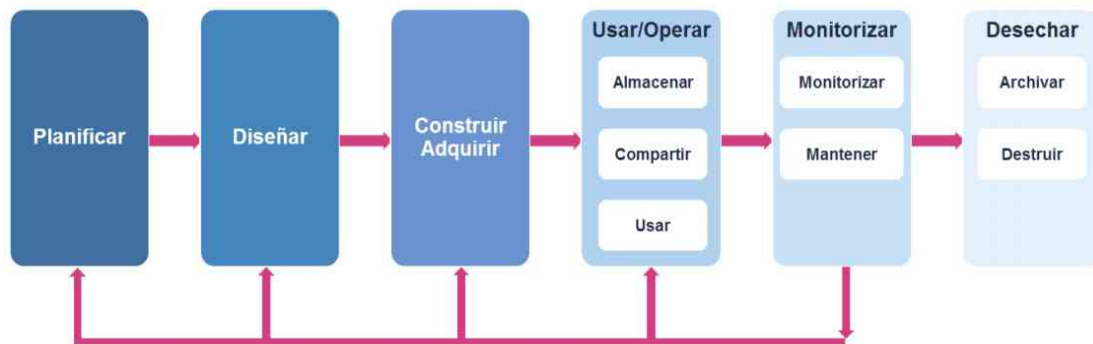 Planificar
Diseñar
Construir
Adquirir
Usar/Operar
Almacenar
Compartir
Usar
Monitorizar
Monitorizar
Mantener
Desechar
Archivar
Destruir